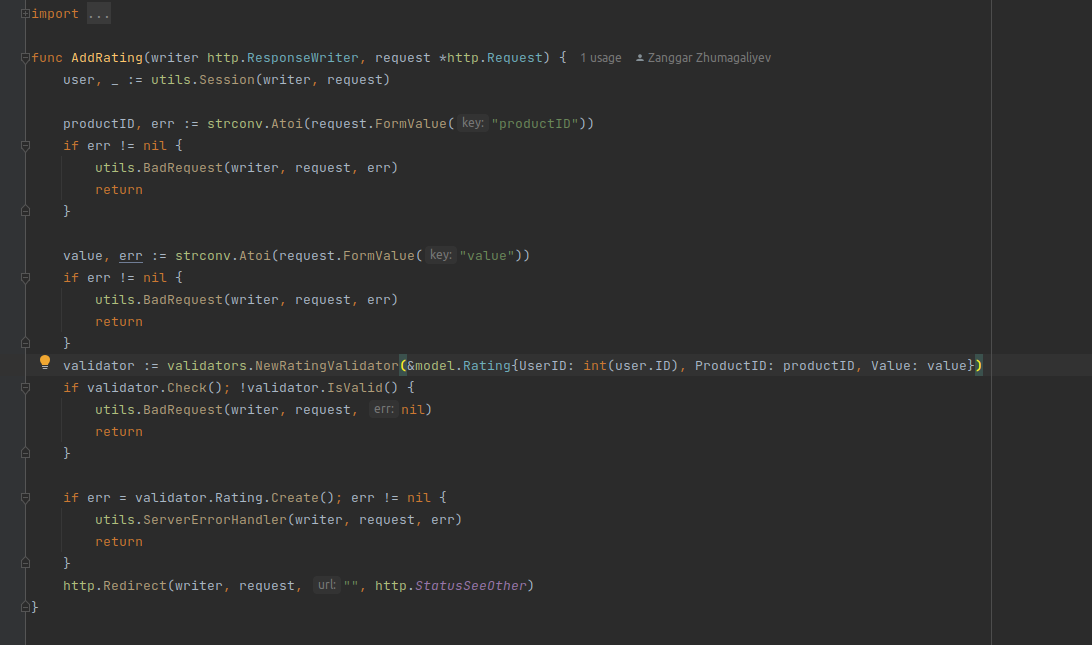 import ...
func AddRating(writer http.ResponseWriter, request *http.Request) { 1 usage Zanggar Zhumagaliyev
user, _ := utils.Session(writer, request)
productID, err := strconv.Atoi(request.FormValue( key: "productID"))
if err != nil {
utils.BadRequest(writer, request, err)
return
}
value, err := strconv.Atoi(request.FormValue( key: "value"))
if err != nil {
utils.BadRequest(writer, request, err)
return
}
validator := validators.NewRatingValidator(&model.Rating{UserID: int(user.ID), ProductID: productID, Value: value})
if validator.Check(); !validator.IsValid() {
utils.BadRequest(writer, request, err: nil)
return
}
if err = validator.Rating.Create(); err != nil {
utils.ServerErrorHandler(writer, request, err)
return
}
http.Redirect(writer, request, url: "", http.StatusSeeOther)
}